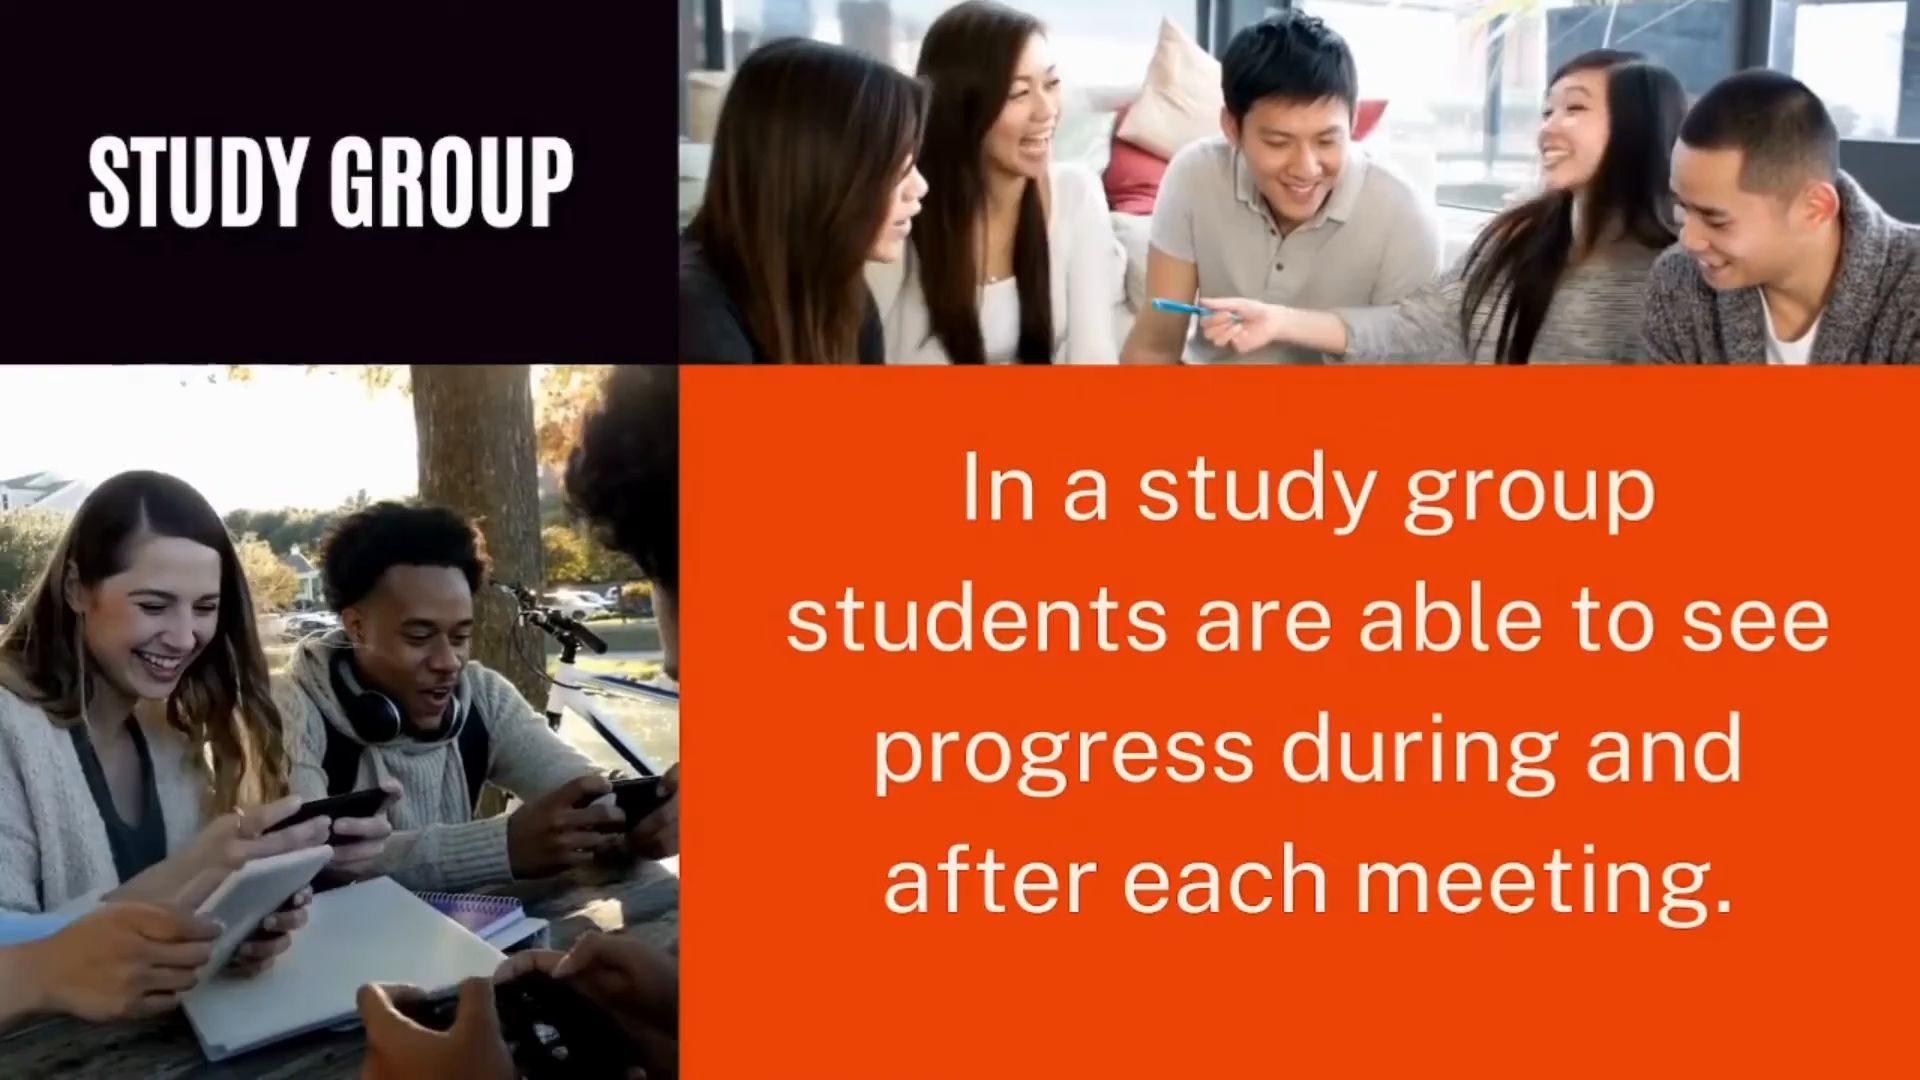 STUDY GROUP
In a study group
students are able to see
progress during and
after each meeting.